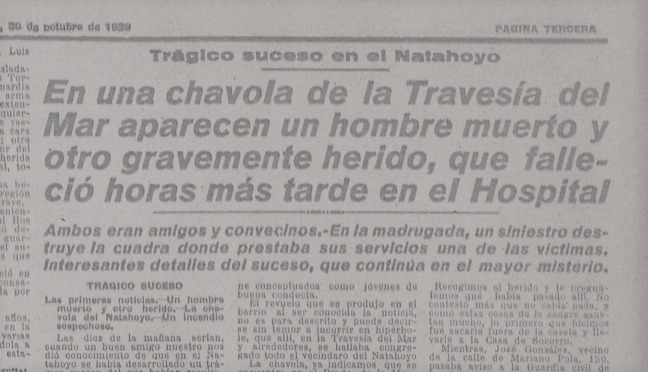 , 30 de octubre de 1929
PAGINA TERCERA
Trágico suceso en el Natahoyo
En una chavola de la Travesía del
Mar aparecen un hombre muerto y
otro gravemente herido, que falle-
ció horas más tarde en el Hospital
Ambos eran amigos y convecinos.-En la madrugada, un siniestro des-
truye la cuadra donde prestaba sus servicios una de las víctimas.
Interesantes detalles del suceso, que continúa en el mayor misterio.
Luis
TRAGICO SUCESO
Las primeras noticias. Un hombre
muerto y otro herido. La cha-
vola del Natahoyo. Un incendio
sospechoso.
Las diez de la mañana serían,
cuando un buen amigo nuestro nos
dió conocimiento de que en el Na-
tahoyo se había desarrollado un trá-
ne conceptuados como jóvenes de
buena conducta.
El revuelo que se produjo en el
barrio al ser conocida la noticia,
no es para descrito y puede decir-
se sin temor a incurrir en hipérbo-
le, que allí, en la Travesía del Mar
y alrededores, se hallaba congre-
gado todo el vecindario del Natahoyo
La chavola, ya indicamos que se
Recogimos al herido y le pregun-
tamos qué había pasado allí. No
contestó más que no sabía nada, y
como estas cosas de la sangre asus-
tan mucho, lo primero que hicimos
fué sacarle fuera de la caseta y lle-
varle a la Casa de Socorro.
Mientras, José González, vecino
de la calle de Mariano Pola, 150,
pasaba aviso a la Guardia civil de